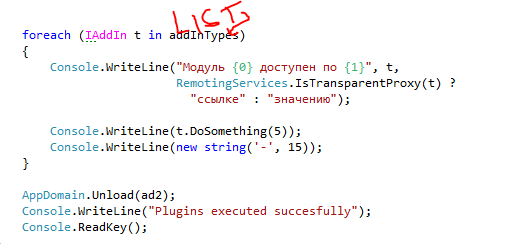 LIST
foreach (IAddIn t in addInTypes)
{
Console.WriteLine("Модуль {0} доступен по {1}", t,
RemotingServices.IsTransparentProxy(t) ?
"ссылке" : "значению");
Console.WriteLine(t.DoSomething(5));
Console.WriteLine(new string('-', 15));
}
AppDomain.Unload(ad2);
Console.WriteLine("Plugins executed succesfully");
Console.ReadKey();